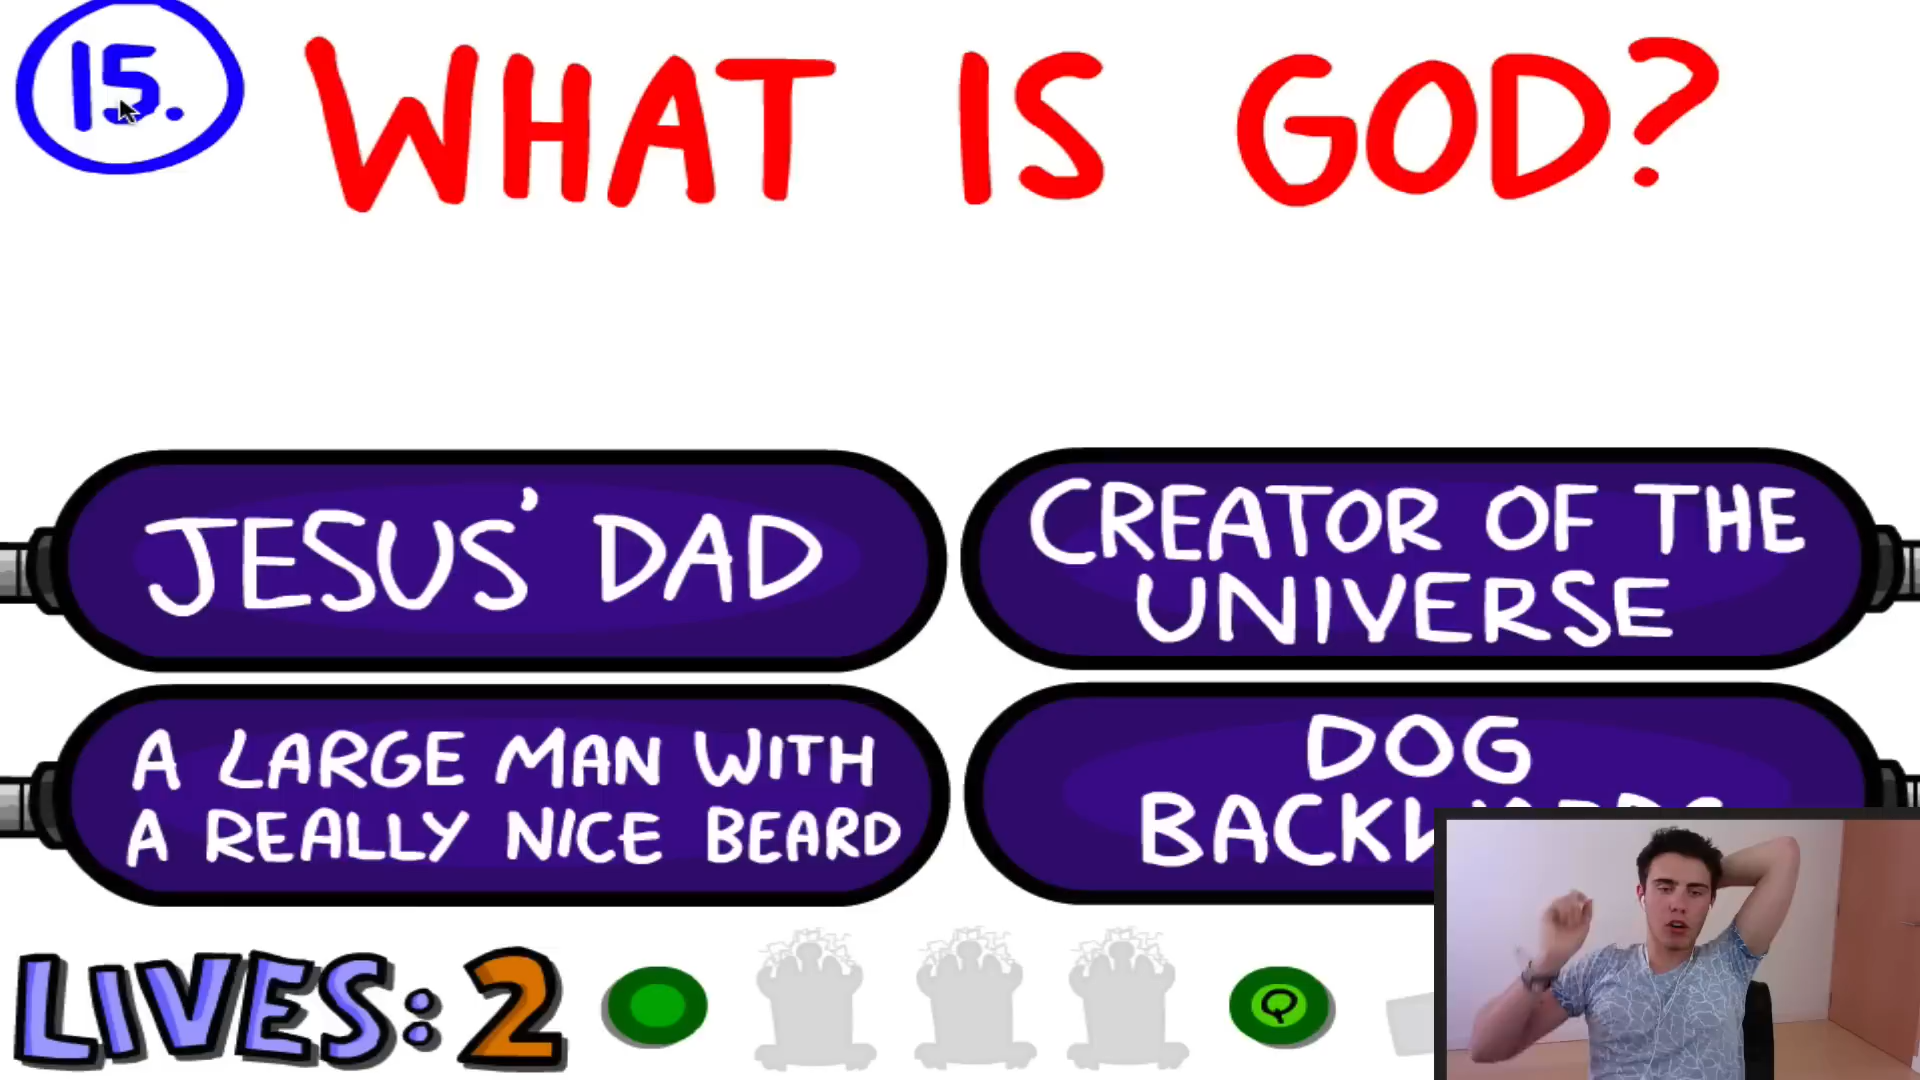 15.
WHAT IS GOD?
JESUS' DAD
CREATOR OF THE
UNIVERSE
A LARGE MAN WITH
A REALLY NICE BEARD
DOG
LIVES: 2
Q